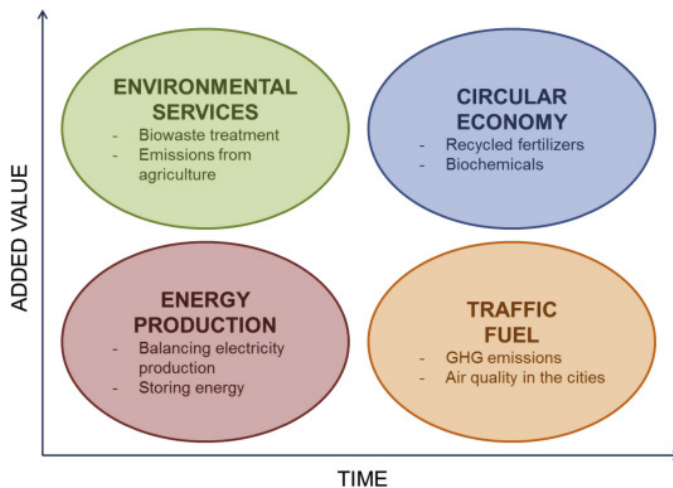 ADDED VALUE
ENVIRONMENTAL
SERVICES
- Biowaste treatment
- Emissions from
agriculture
CIRCULAR
ECONOMY
- Recycled fertilizers
- Biochemicals
ENERGY
PRODUCTION
- Balancing electricity
production
- Storing energy
TRAFFIC
FUEL
- GHG emissions
- Air quality in the cities
TIME